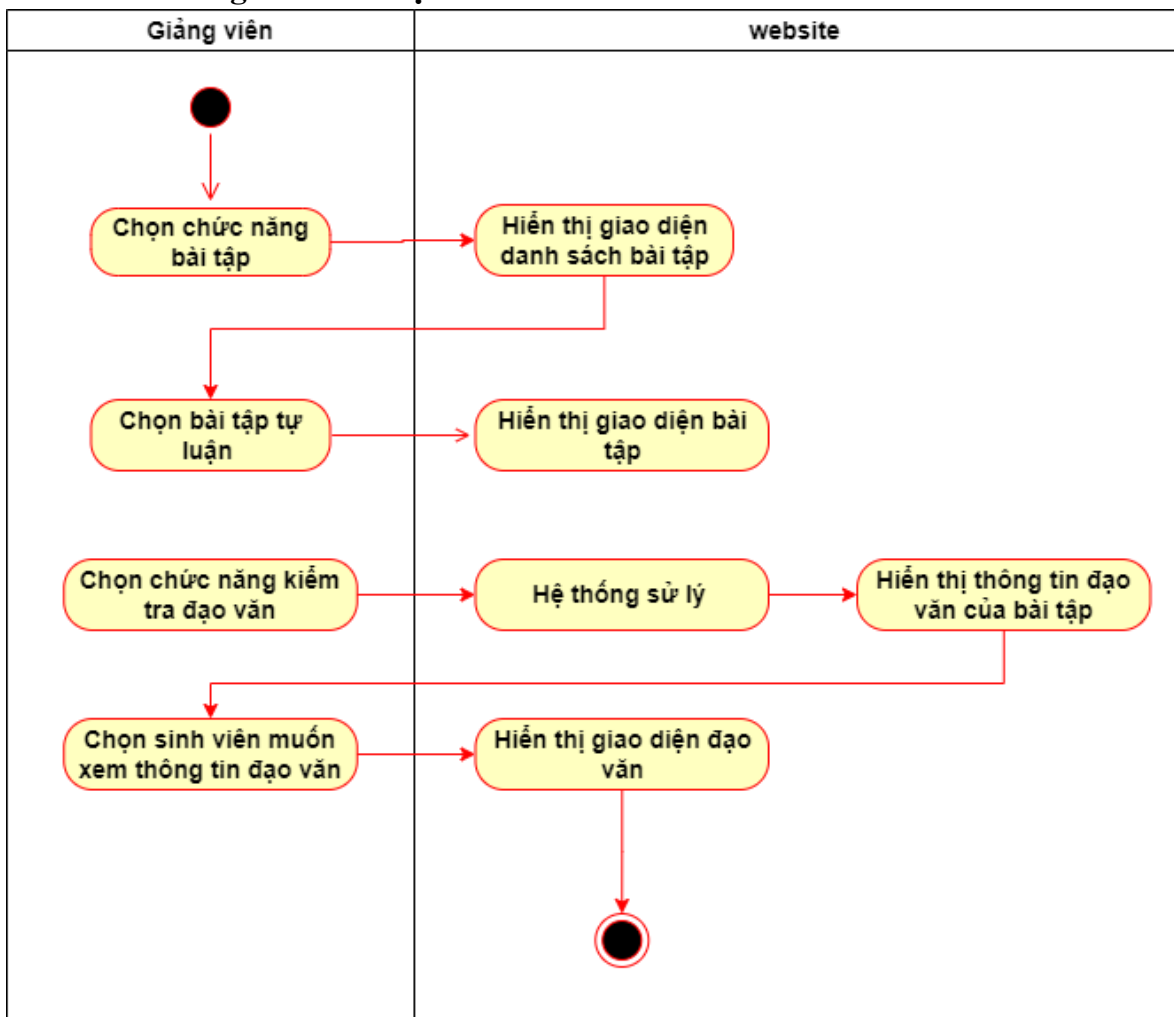 Giảng viên
website
Chọn chức năng
bài tập
Hiển thị giao diện
danh sách bài tập
Chọn bài tập tự
luận
Hiển thị giao diện bài
tập
Chọn chức năng kiểm
tra đạo văn
Hệ thống sử lý
Hiển thị thông tin đạo
văn của bài tập
Chọn sinh viên muốn
xem thông tin đạo văn
Hiển thị giao diện đạo
văn